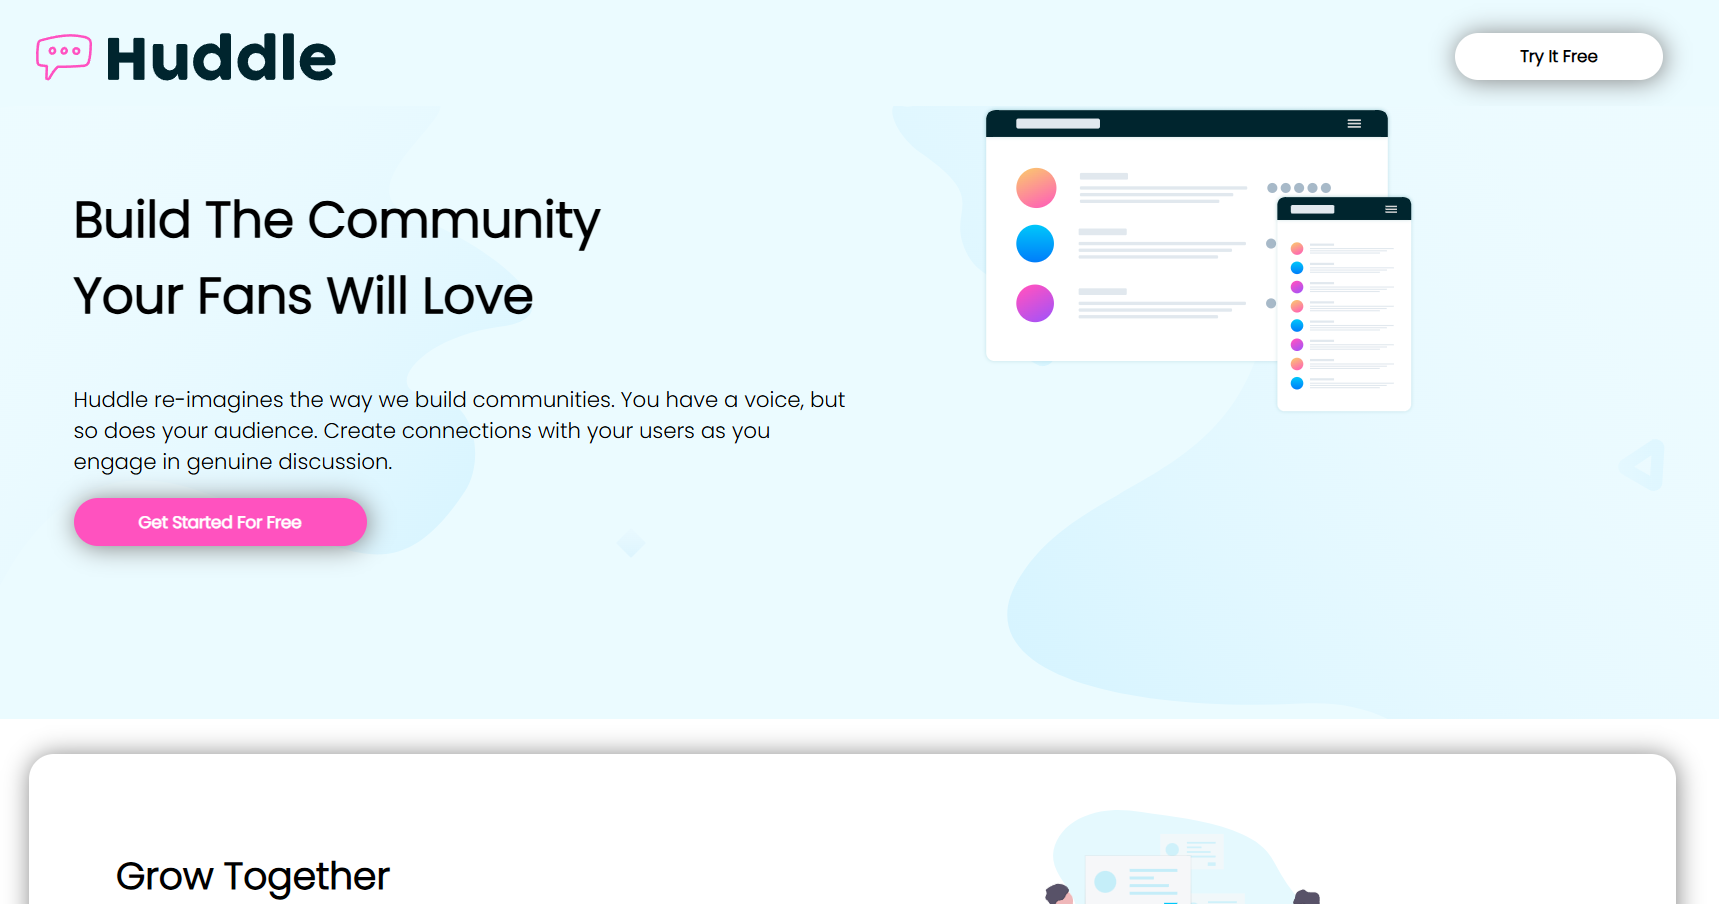 Huddle
Try It Free
Build The Community
Your Fans Will Love
Huddle re-imagines the way we build communities. You have a voice, but
so does your audience. Create connections with your users as you
engage in genuine discussion.
Get Started For Free
Grow Together